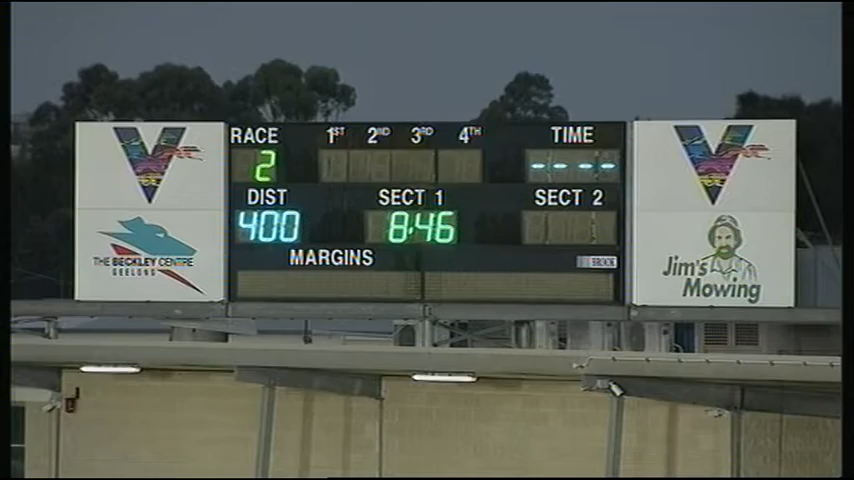 V
THE BECKLEY CENTRE
GEELONG
RACE 1ST 2ND 3RD 4TH TIME
2 - - - -
DIST SECT 1 SECT 2
400 8.46
MARGINS
BROOK
V
Jim's
Mowing